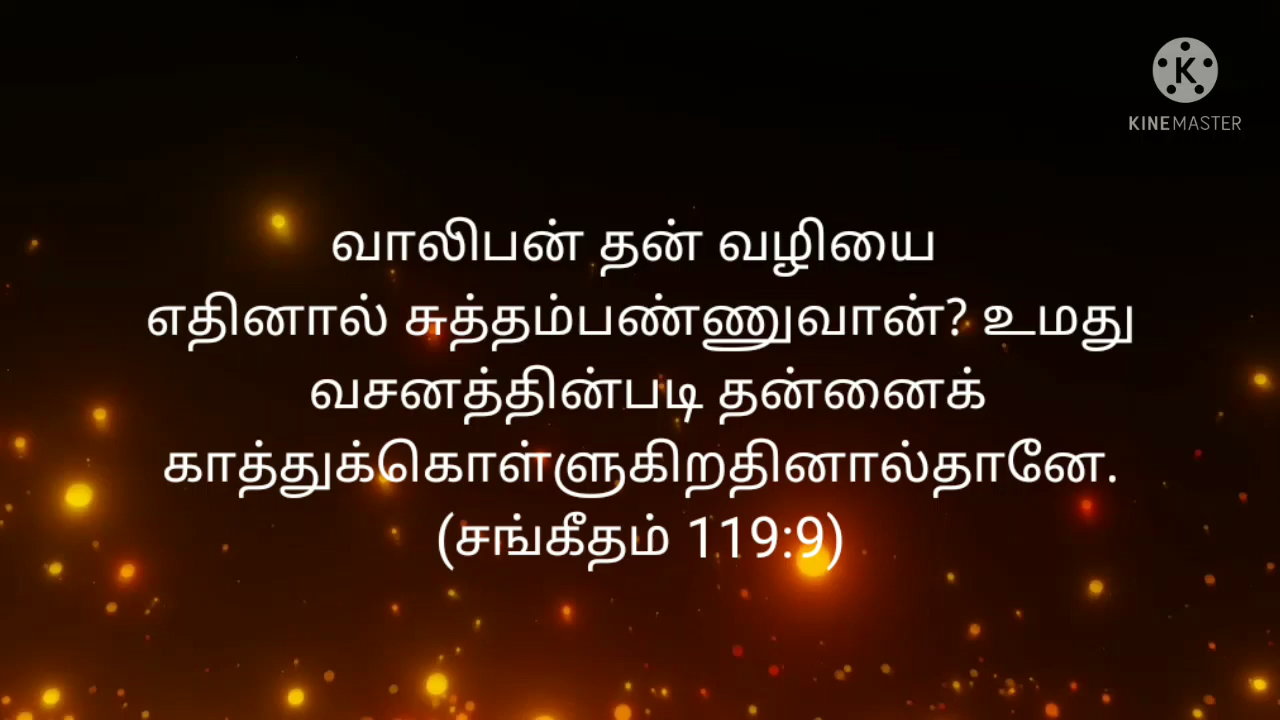 K
KINEMASTER
வாலிபன் தன் வழியை
எதினால் சுத்தம்பண்ணுவான்? உமது
வசனத்தின்படி தன்னைக்
காத்துக்கொள்ளுகிறதினால்தானே.
(சங்கீதம் 119:9)